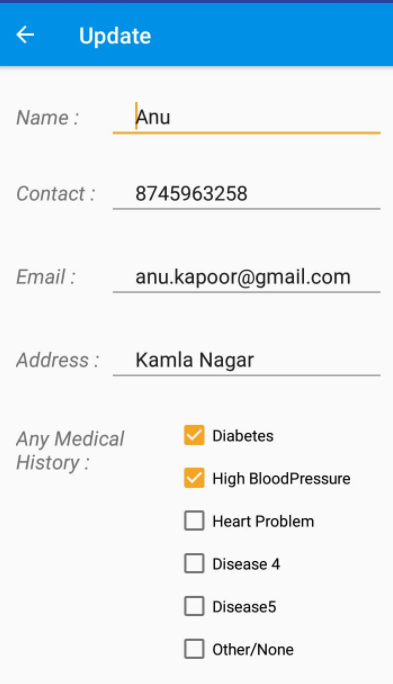 Update
Name : Anu
Contact : 8745963258
Email : anu.kapoor@gmail.com
Address : Kamla Nagar
Any Medical
History :
Diabetes
High BloodPressure
Heart Problem
Disease 4
Disease5
Other/None